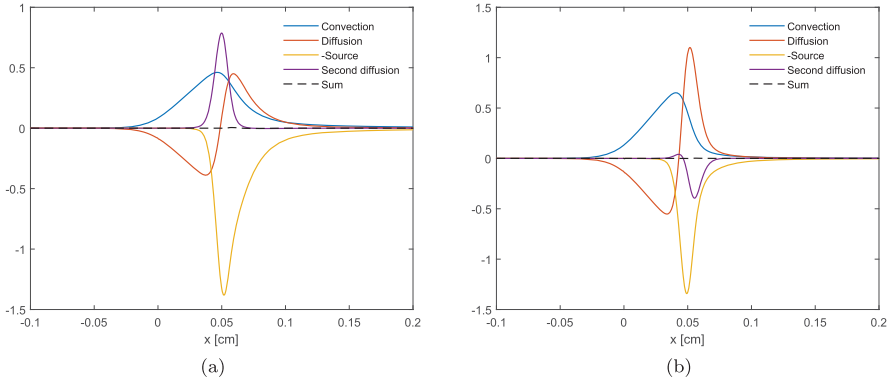 1
0.5
0
-0.5
-1
-1.5
-0.1
-0.05
0
0.05
0.1
0.15
0.2
x [cm]
Convection
Diffusion
-Source
Second diffusion
Sum
(a)
1.5
1
0.5
0
-0.5
-1
-1.5
-0.1
-0.05
0
0.05
0.1
0.15
0.2
x [cm]
Convection
Diffusion
-Source
Second diffusion
Sum
(b)